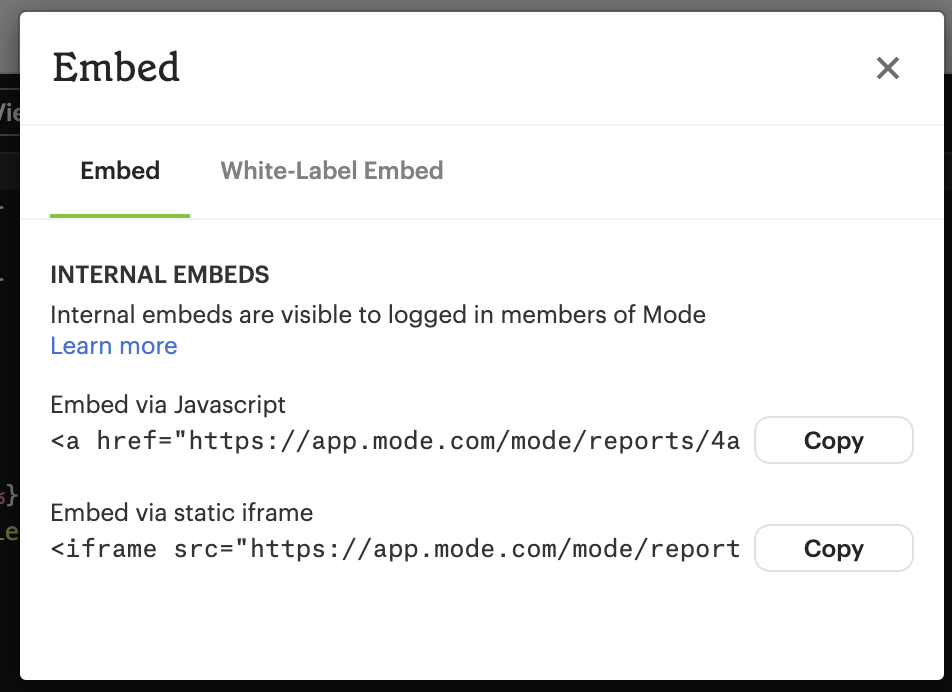 Embed
Embed
White-Label Embed
INTERNAL EMBEDS
Internal embeds are visible to logged in members of Mode
Learn more
Embed via Javascript
<a href="https://app.mode.com/mode/reports/4a
Copy
Embed via static iframe
<iframe src="https://app.mode.com/mode/report
Copy